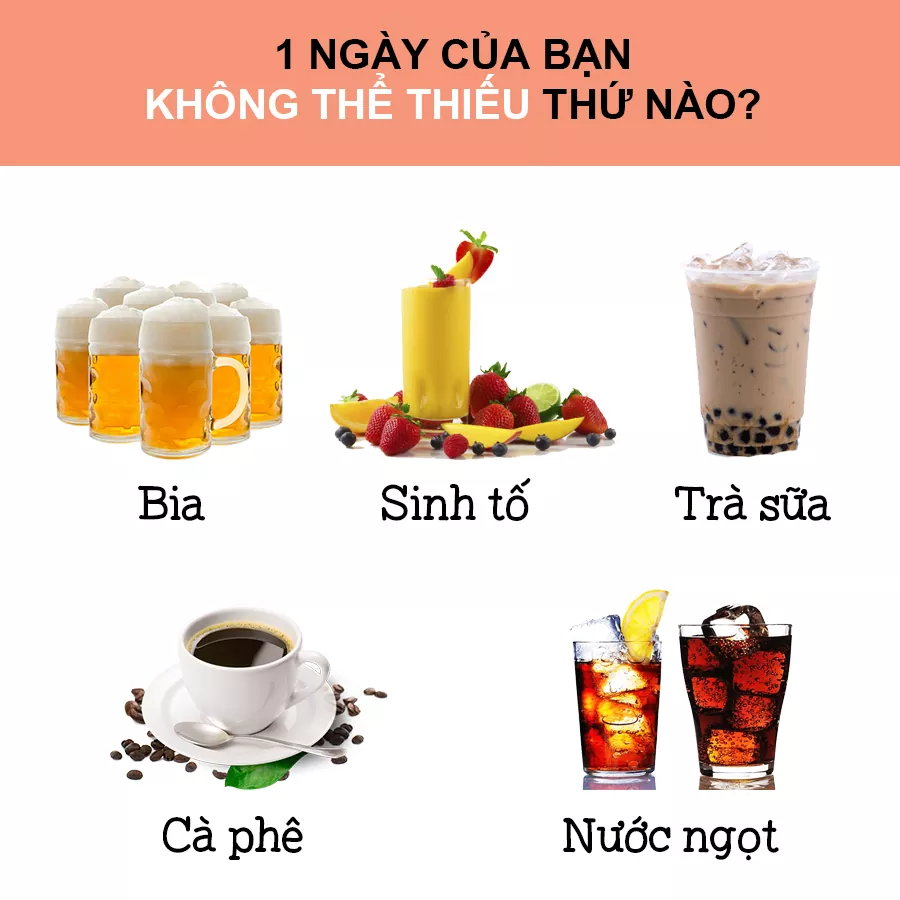 1 NGÀY CỦA BẠN
KHÔNG THỂ THIẾU THỨ NÀO?
Bia
Sinh tố
Trà sữa
Cà phê
Nước ngọt